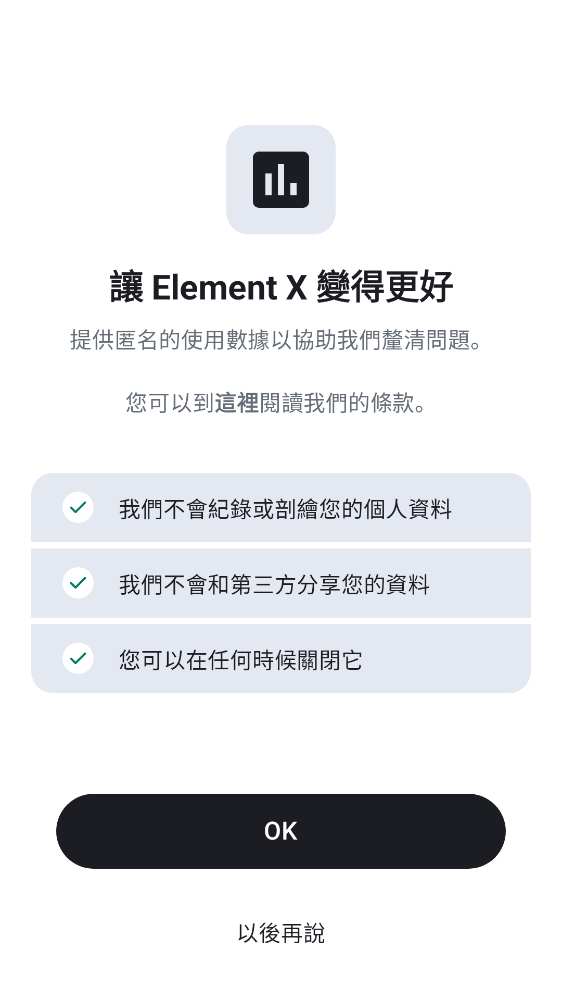 讓 Element X 變得更好
提供匿名的使用數據以協助我們釐清問題。
您可以到這裡閱讀我們的條款。
我們不會紀錄或剖繪您的個人資料
我們不會和第三方分享您的資料
您可以在任何時候關閉它
OK
以後再說